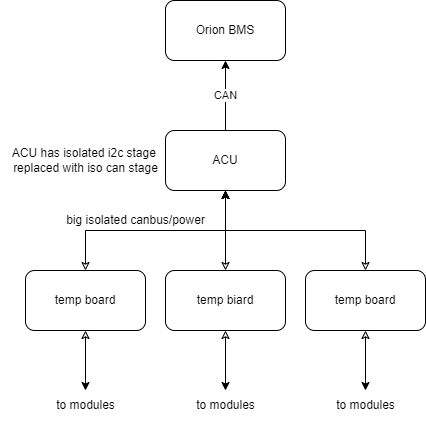 Orion BMS
CAN
ACU has isolated i2c stage
replaced with iso can stage
ACU
big isolated canbus/power
temp board
temp biard
temp board
to modules
to modules
to modules